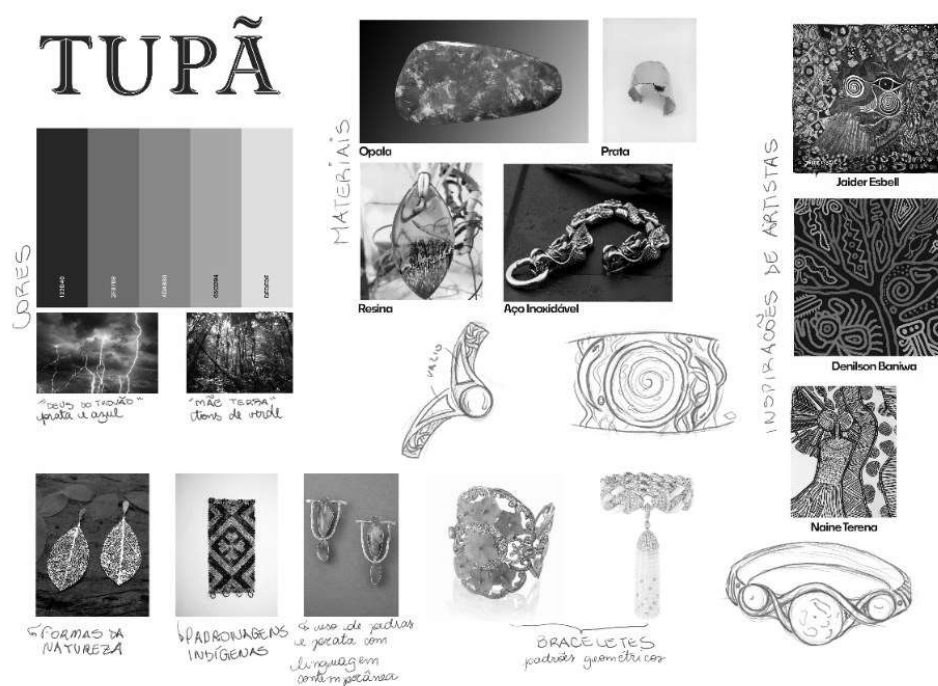 TUPÃ
CORES
"DEUS DO TROVÃO"
prata e azul
"MÃE TERRA"
tons de verde
MATERIAIS
Opala
Prata
Resina
Aço Inoxidável
VAZIO
INSPIRAÇÕES DE ARTISTAS
Jaider Esbell
Denilson Baniwa
Naine Terena
FORMAS DA
NATUREZA
PADRONAGENS
INDÍGENAS
uso de pedras
e prata com
linguagem
contemporânea
BRACELETES
padrões geométricos